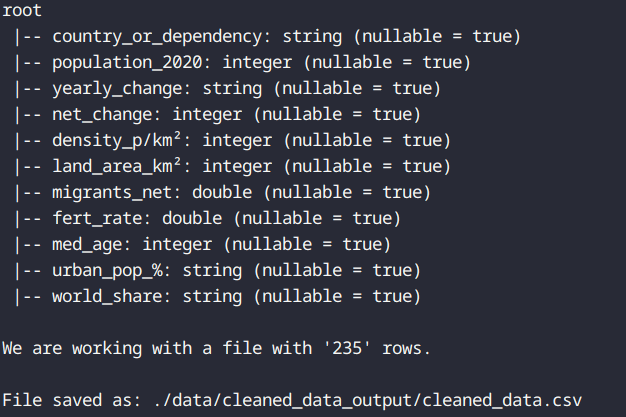 root
 |-- country_or_dependency: string (nullable = true)
 |-- population_2020: integer (nullable = true)
 |-- yearly_change: string (nullable = true)
 |-- net_change: integer (nullable = true)
 |-- density_p/km²: integer (nullable = true)
 |-- land_area_km²: integer (nullable = true)
 |-- migrants_net: double (nullable = true)
 |-- fert_rate: double (nullable = true)
 |-- med_age: integer (nullable = true)
 |-- urban_pop_%: string (nullable = true)
 |-- world_share: string (nullable = true)
We are working with a file with '235' rows.
File saved as: ./data/cleaned_data_output/cleaned_data.csv